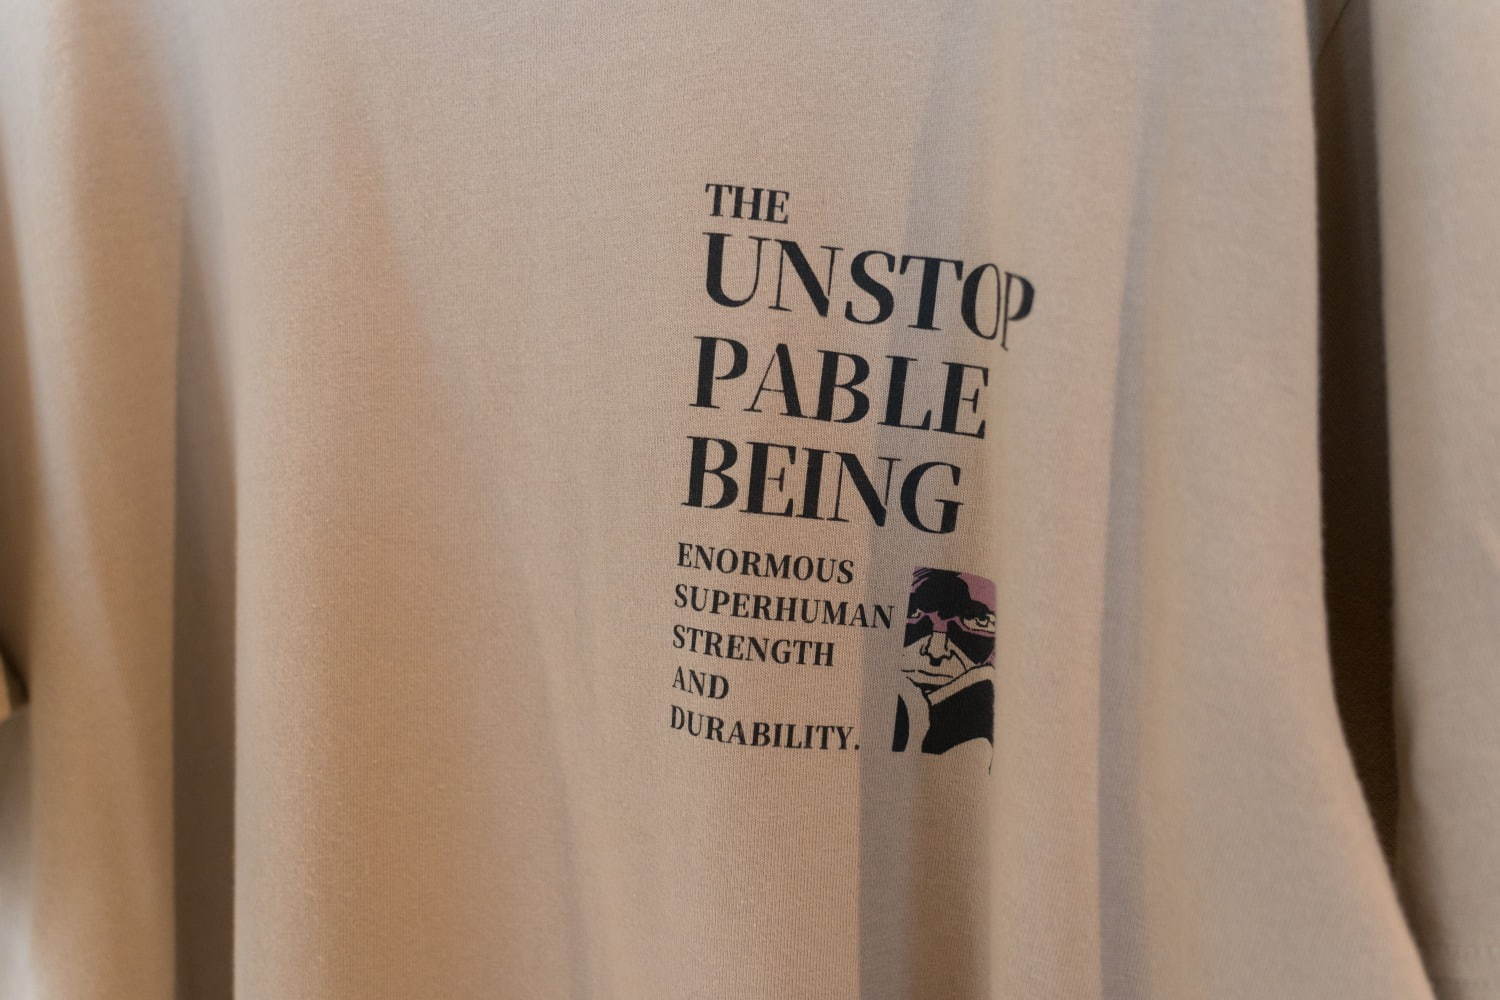 THE
UNSTOP
PABLE
BEING
ENORMOUS
SUPERHUMAN
STRENGTH
AND
DURABILITY.